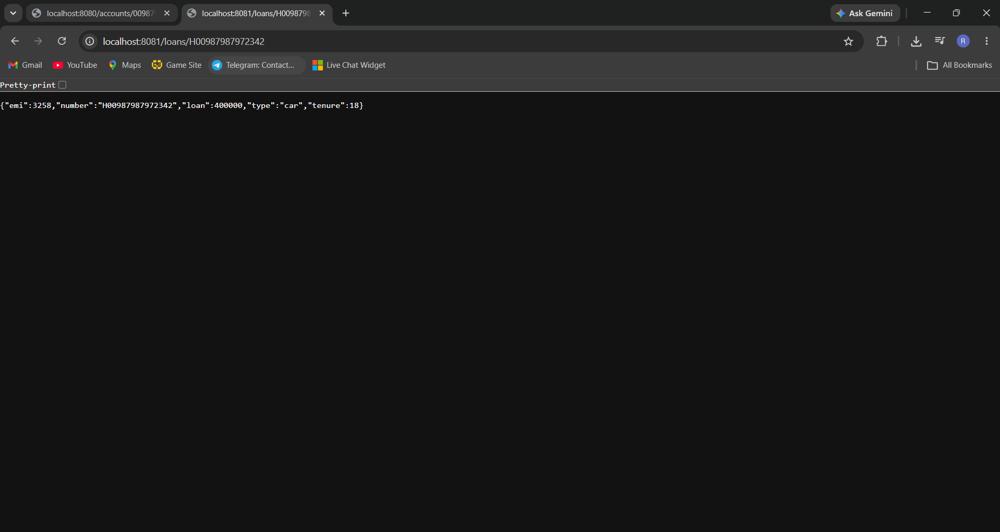 localhost:8080/accounts/00987
localhost:8081/loans/H0098798
Ask Gemini
localhost:8081/loans/H00987987972342
R
Gmail
YouTube
Maps
Game Site
Telegram: Contact...
Live Chat Widget
All Bookmarks
Pretty-print
{"emi":3258,"number":"H00987987972342","loan":400000,"type":"car","tenure":18}